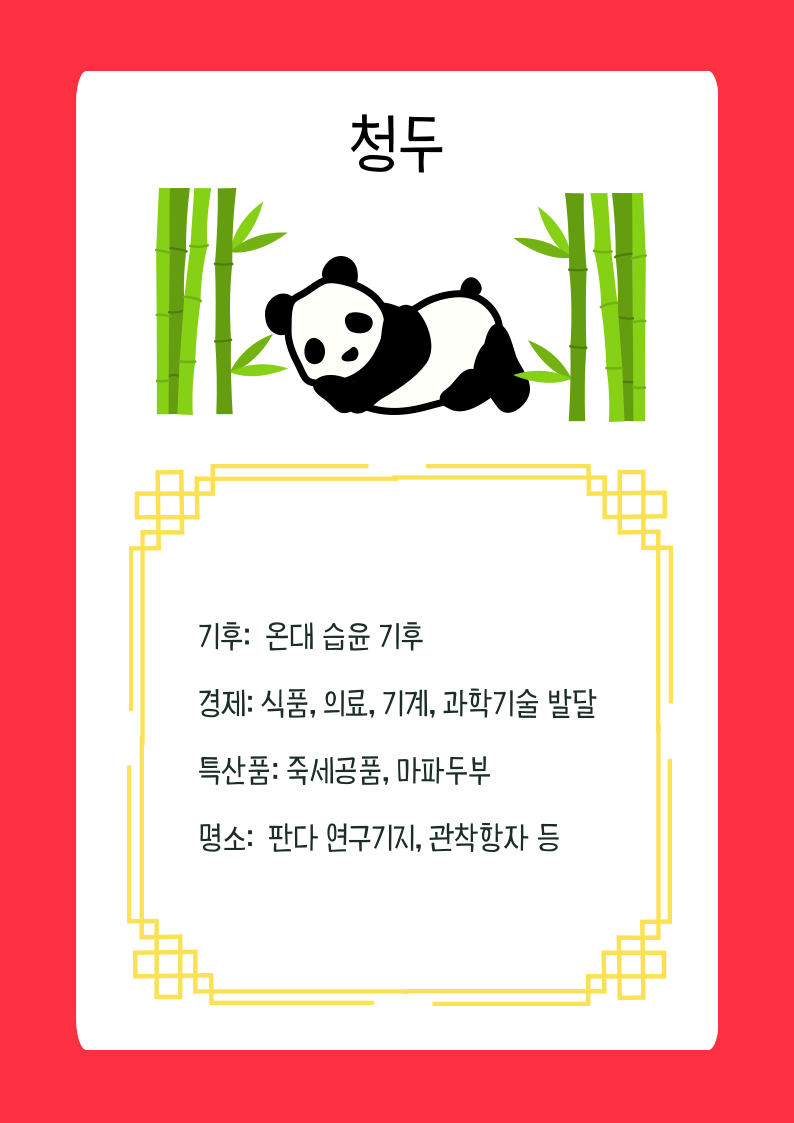 청두
기후: 온대 습윤 기후
경제: 식품, 의료, 기계, 과학기술 발달
특산품: 죽세공품, 마파두부
명소: 판다 연구기지, 관착항자 등